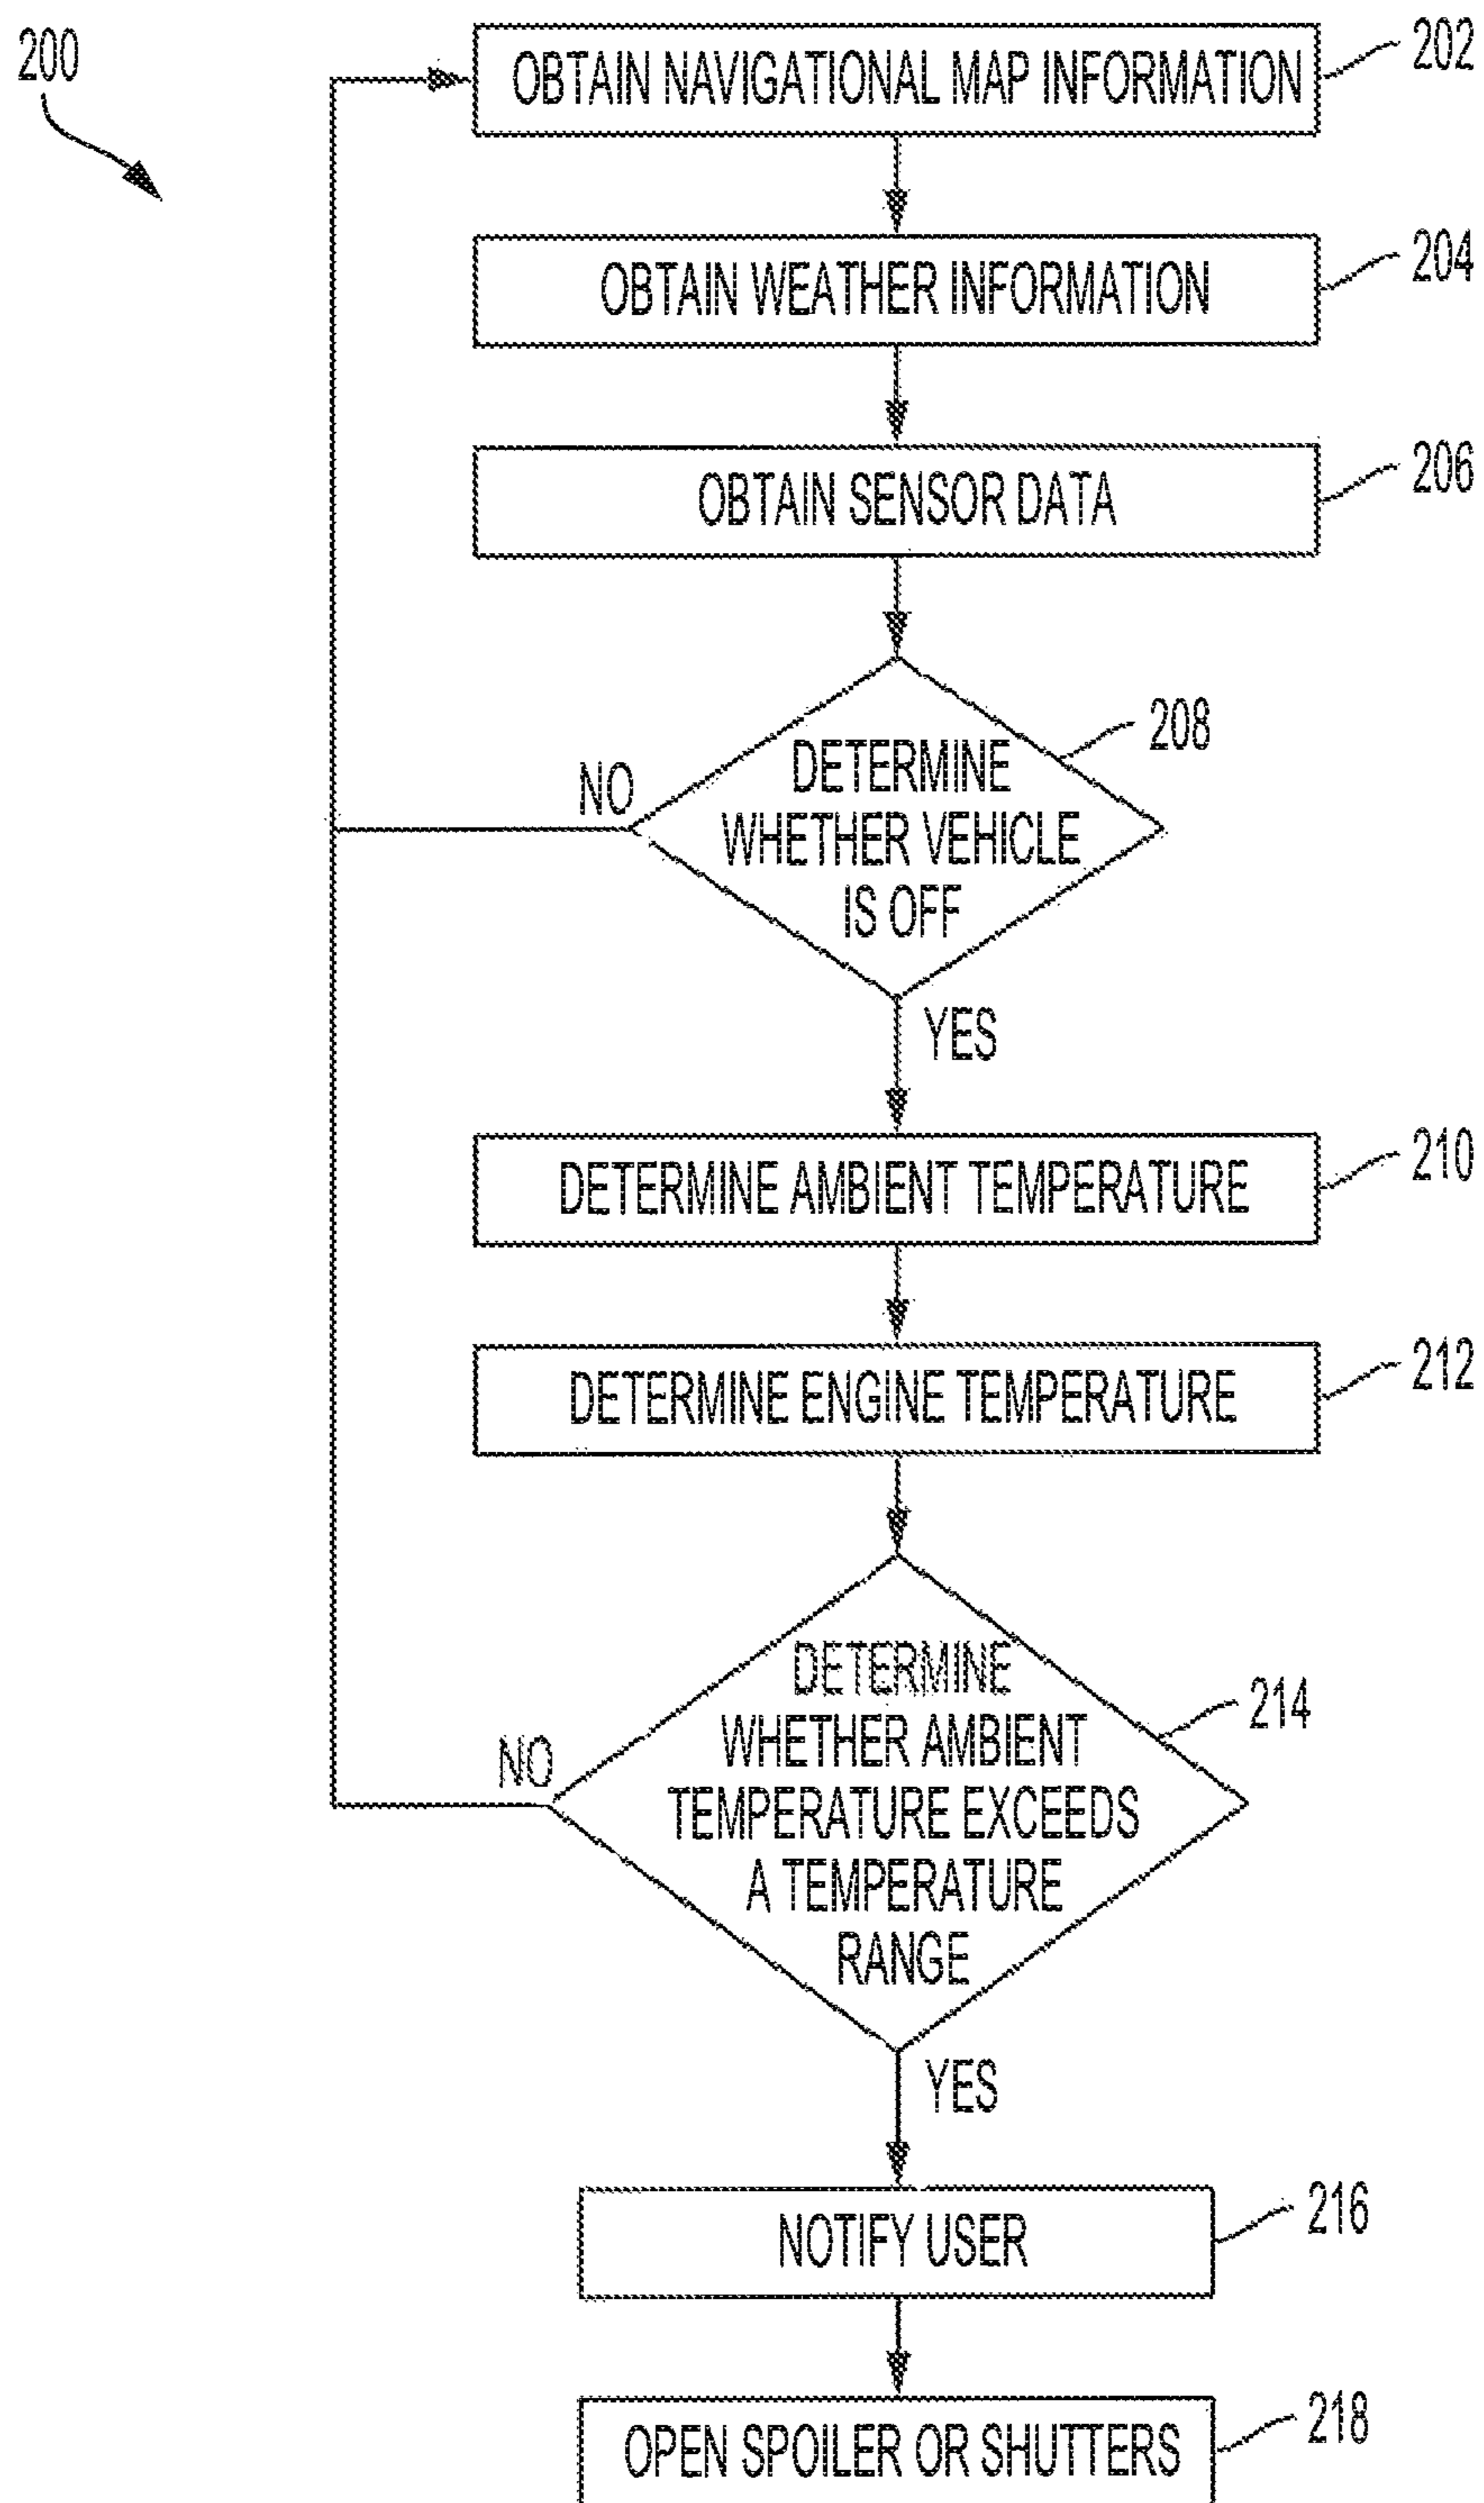 200
OBTAIN NAVIGATIONAL MAP INFORMATION
202
OBTAIN WEATHER INFORMATION
204
OBTAIN SENSOR DATA
206
DETERMINE
WHETHER VEHICLE
IS OFF
208
NO
YES
DETERMINE AMBIENT TEMPERATURE
210
DETERMINE ENGINE TEMPERATURE
212
DETERMINE
WHETHER AMBIENT
TEMPERATURE EXCEEDS
A TEMPERATURE
RANGE
214
NO
YES
NOTIFY USER
216
OPEN SPOILER OR SHUTTERS
218